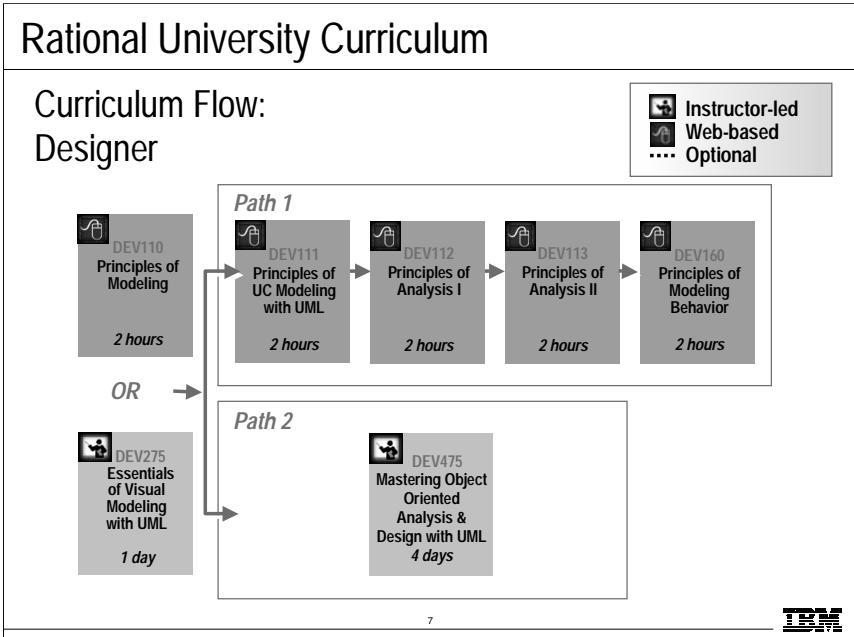 Rational University Curriculum
Curriculum Flow:
Designer
Instructor-led
Web-based
Optional
DEV110
Principles of
Modeling
2 hours
OR
DEV275
Essentials
of Visual
Modeling
with UML
1 day
Path 1
DEV111
Principles of
UC Modeling
with UML
2 hours
DEV112
Principles of
Analysis I
2 hours
DEV113
Principles of
Analysis II
2 hours
DEV160
Principles of
Modeling
Behavior
2 hours
Path 2
DEV475
Mastering Object
Oriented
Analysis &
Design with UML
4 days
7
IBM